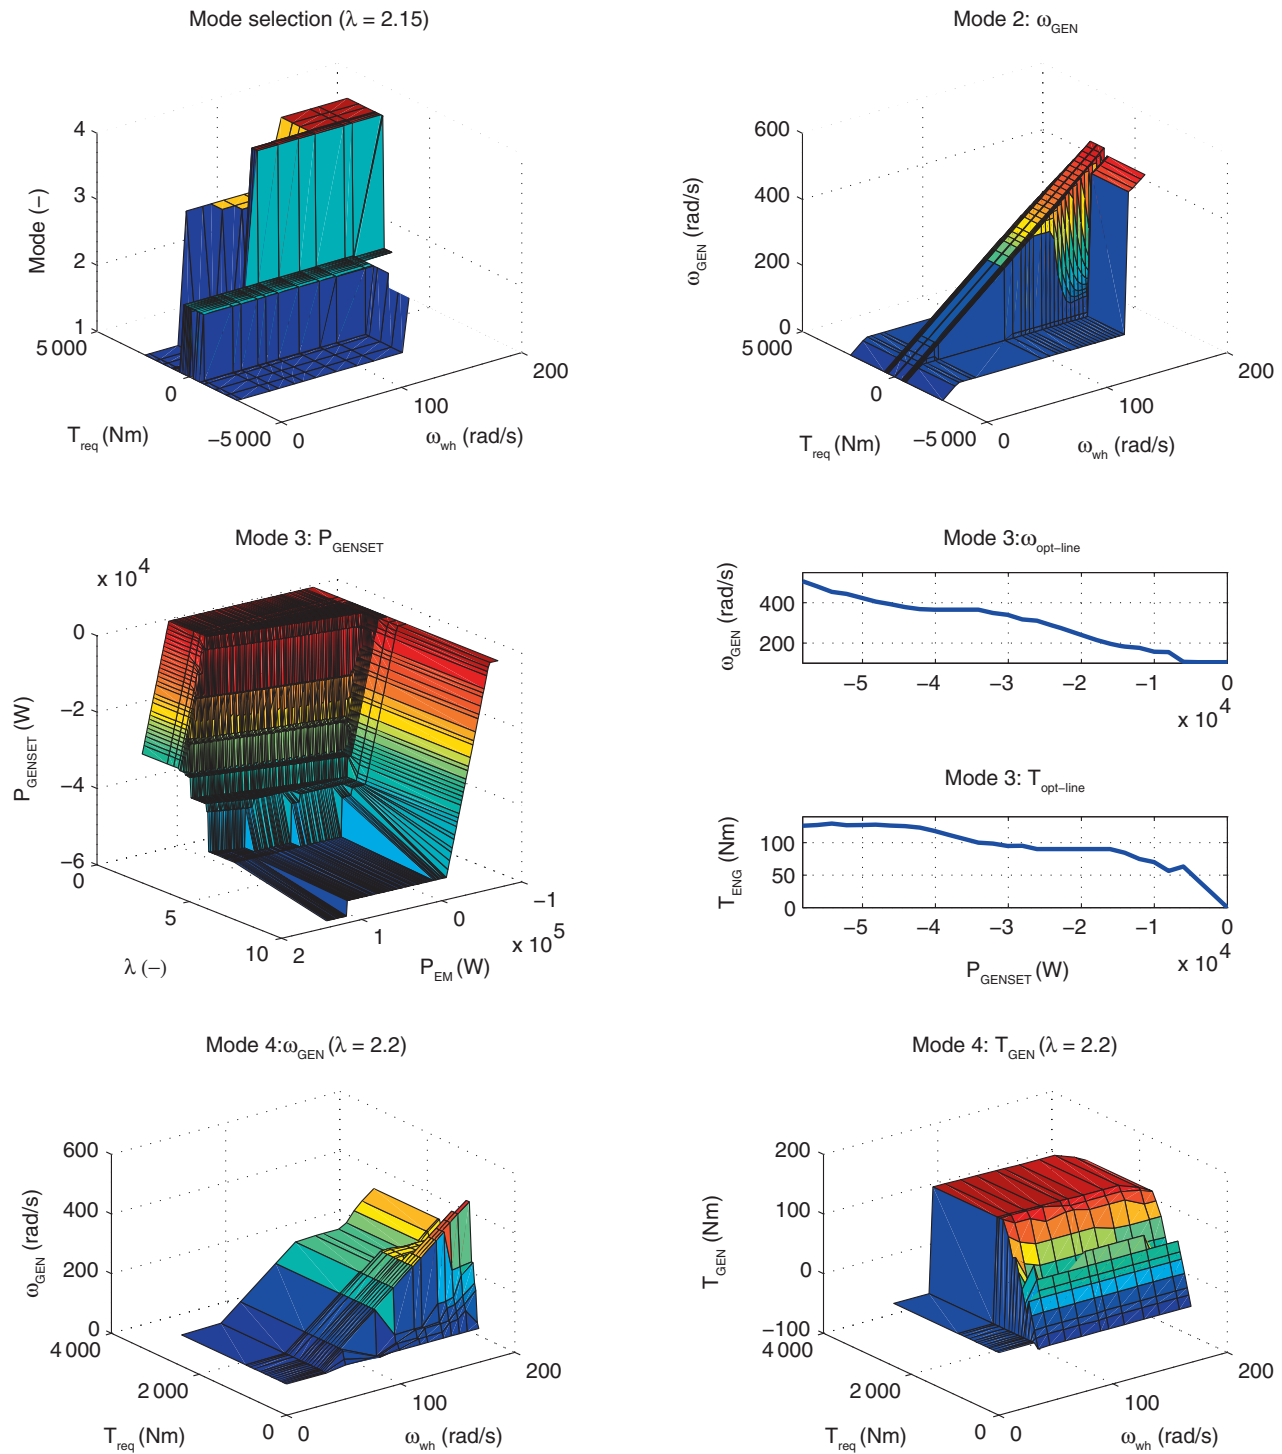 Mode selection (λ = 2.15)
Mode (−)
4
3
2
1
5 000
0
−5 000
T_req (Nm)
0
100
200
ω_wh (rad/s)
Mode 2: ω_GEN
ω_GEN (rad/s)
600
400
200
0
5 000
0
−5 000
T_req (Nm)
0
100
200
ω_wh (rad/s)
Mode 3: P_GENSET
x 10^4
P_GENSET (W)
0
−2
−4
−6
0
5
10
λ (−)
2
1
0
−1
x 10^5
P_EM (W)
Mode 3:ω_opt−line
ω_GEN (rad/s)
400
200
−5
−4
−3
−2
−1
0
x 10^4
Mode 3: T_opt−line
T_ENG (Nm)
100
50
0
−5
−4
−3
−2
−1
0
P_GENSET (W)
x 10^4
Mode 4:ω_GEN (λ = 2.2)
ω_GEN (rad/s)
600
400
200
0
4 000
2 000
0
T_req (Nm)
0
100
200
ω_wh (rad/s)
Mode 4: T_GEN (λ = 2.2)
T_GEN (Nm)
200
100
0
−100
4 000
2 000
0
T_req (Nm)
0
100
200
ω_wh (rad/s)